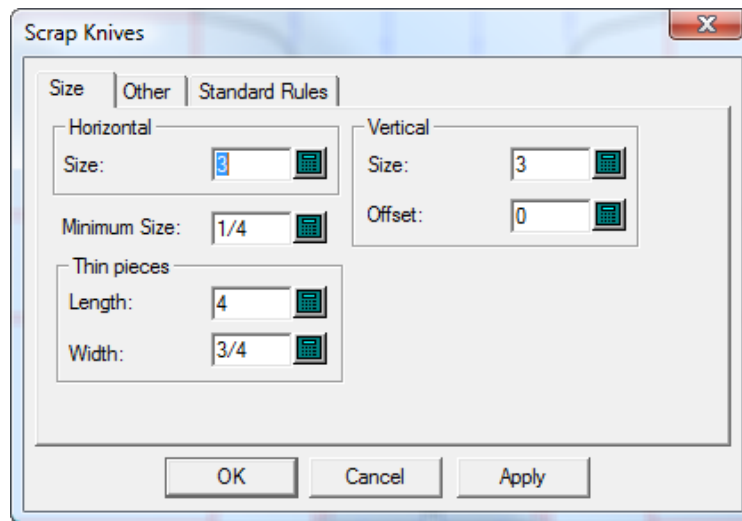 Scrap Knives
X
Size Other Standard Rules
Horizontal
Size: 3
Minimum Size: 1/4
Thin pieces
Length: 4
Width: 3/4
Vertical
Size: 3
Offset: 0
OK Cancel Apply